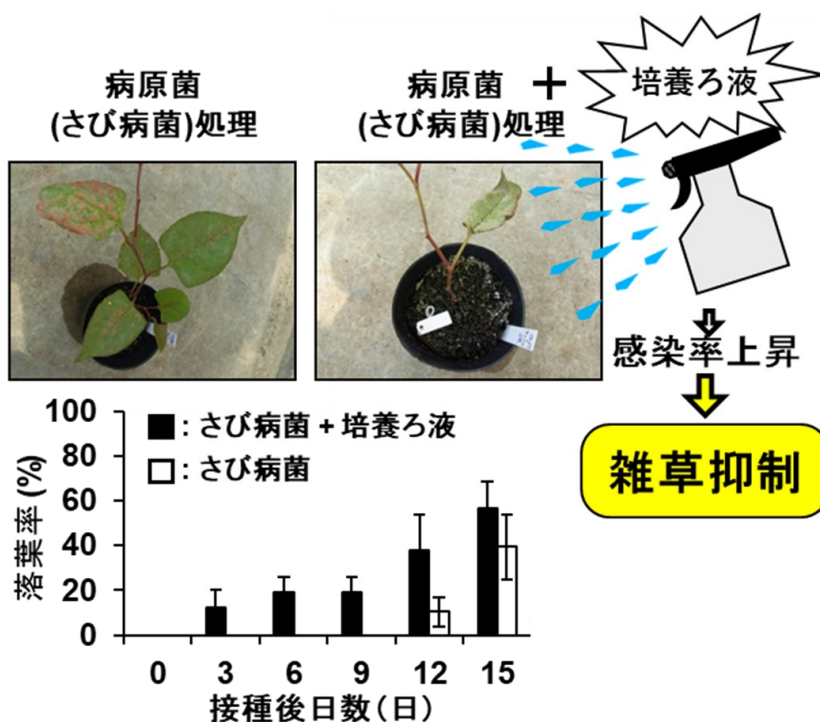 病原菌
(さび病菌)処理
病原菌
(さび病菌)処理
+
培養ろ液
感染率上昇
雑草抑制
100
80
60
40
20
0
落葉率 (%)
■: さび病菌 + 培養ろ液
□: さび病菌
0 3 6 9 12 15
接種後日数(日)